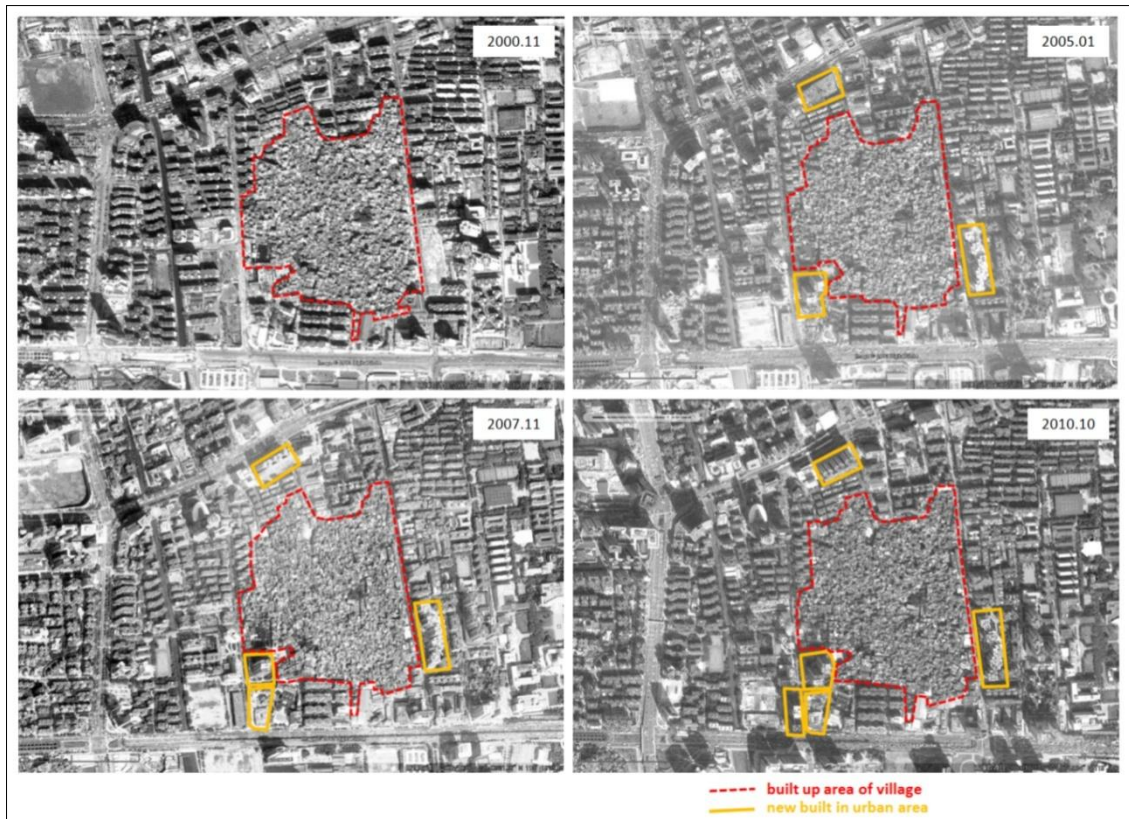 2000.11
2005.01
2007.11
2010.10
built up area of village
new built in urban area